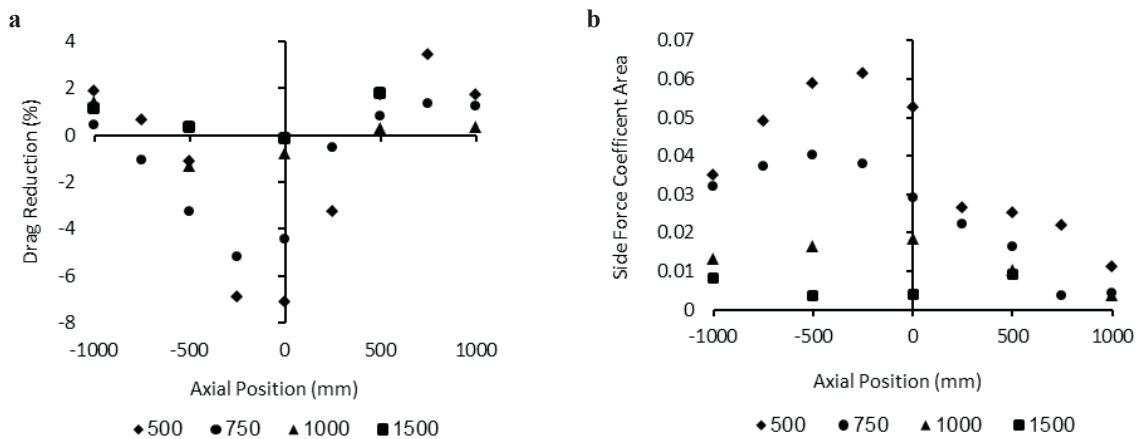 a
4
2
0
-2
-4
-6
-8
Drag Reduction (%)
-1000 -500 0 500 1000
Axial Position (mm)
500 750 1000 1500
b
0.07
0.06
0.05
0.04
0.03
0.02
0.01
0
Side Force Coefficent Area
-1000 -500 0 500 1000
Axial Position (mm)
500 750 1000 1500